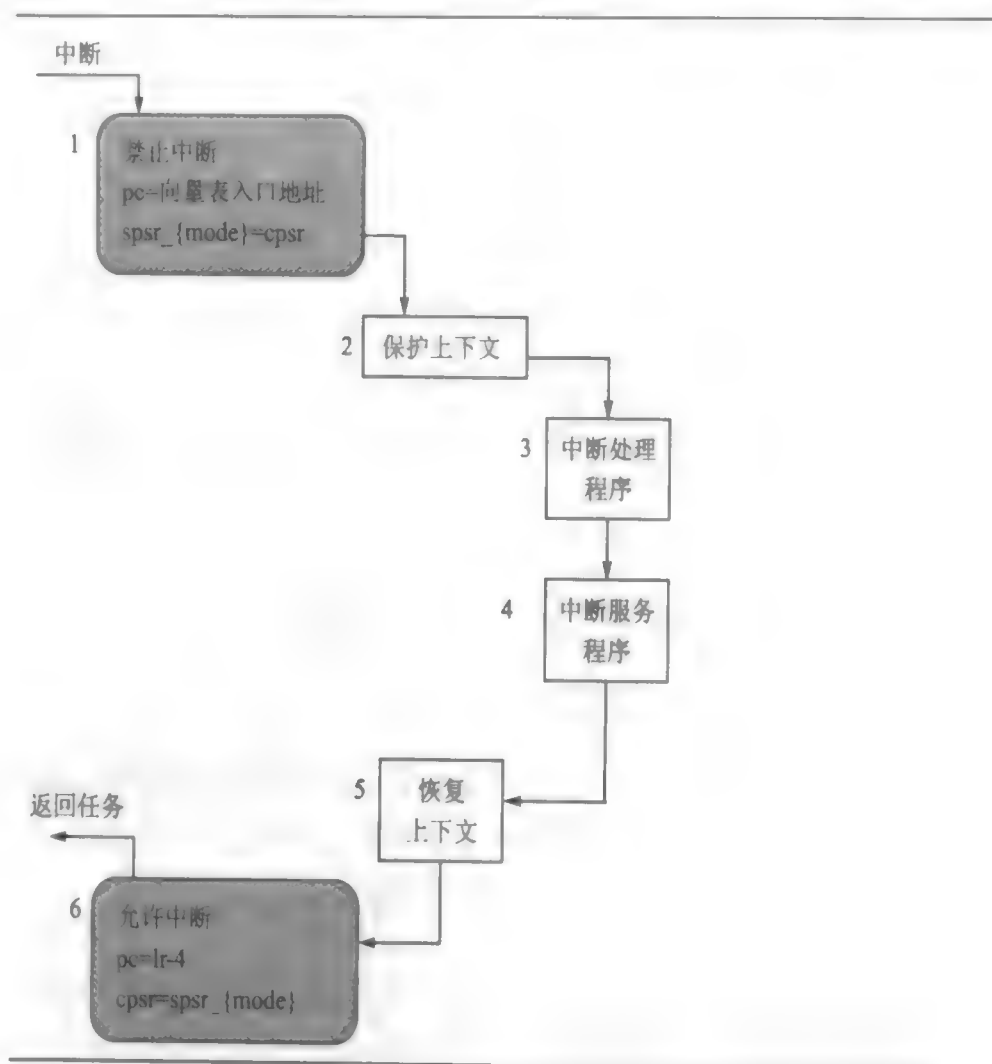 中断
1
禁止中断
pc=向量表入口地址
spsr_{mode}=cpsr
2
保护上下文
3
中断处理
程序
4
中断服务
程序
5
恢复
上下文
返回任务
6
允许中断
pc=lr-4
cpsr=spsr_{mode}